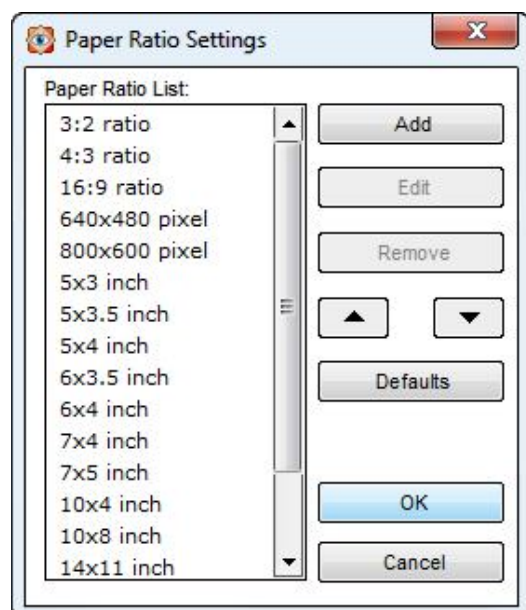 Paper Ratio Settings
Paper Ratio List:
3:2 ratio
4:3 ratio
16:9 ratio
640x480 pixel
800x600 pixel
5x3 inch
5x3.5 inch
5x4 inch
6x3.5 inch
6x4 inch
7x4 inch
7x5 inch
10x4 inch
10x8 inch
14x11 inch
Add
Edit
Remove
Defaults
OK
Cancel